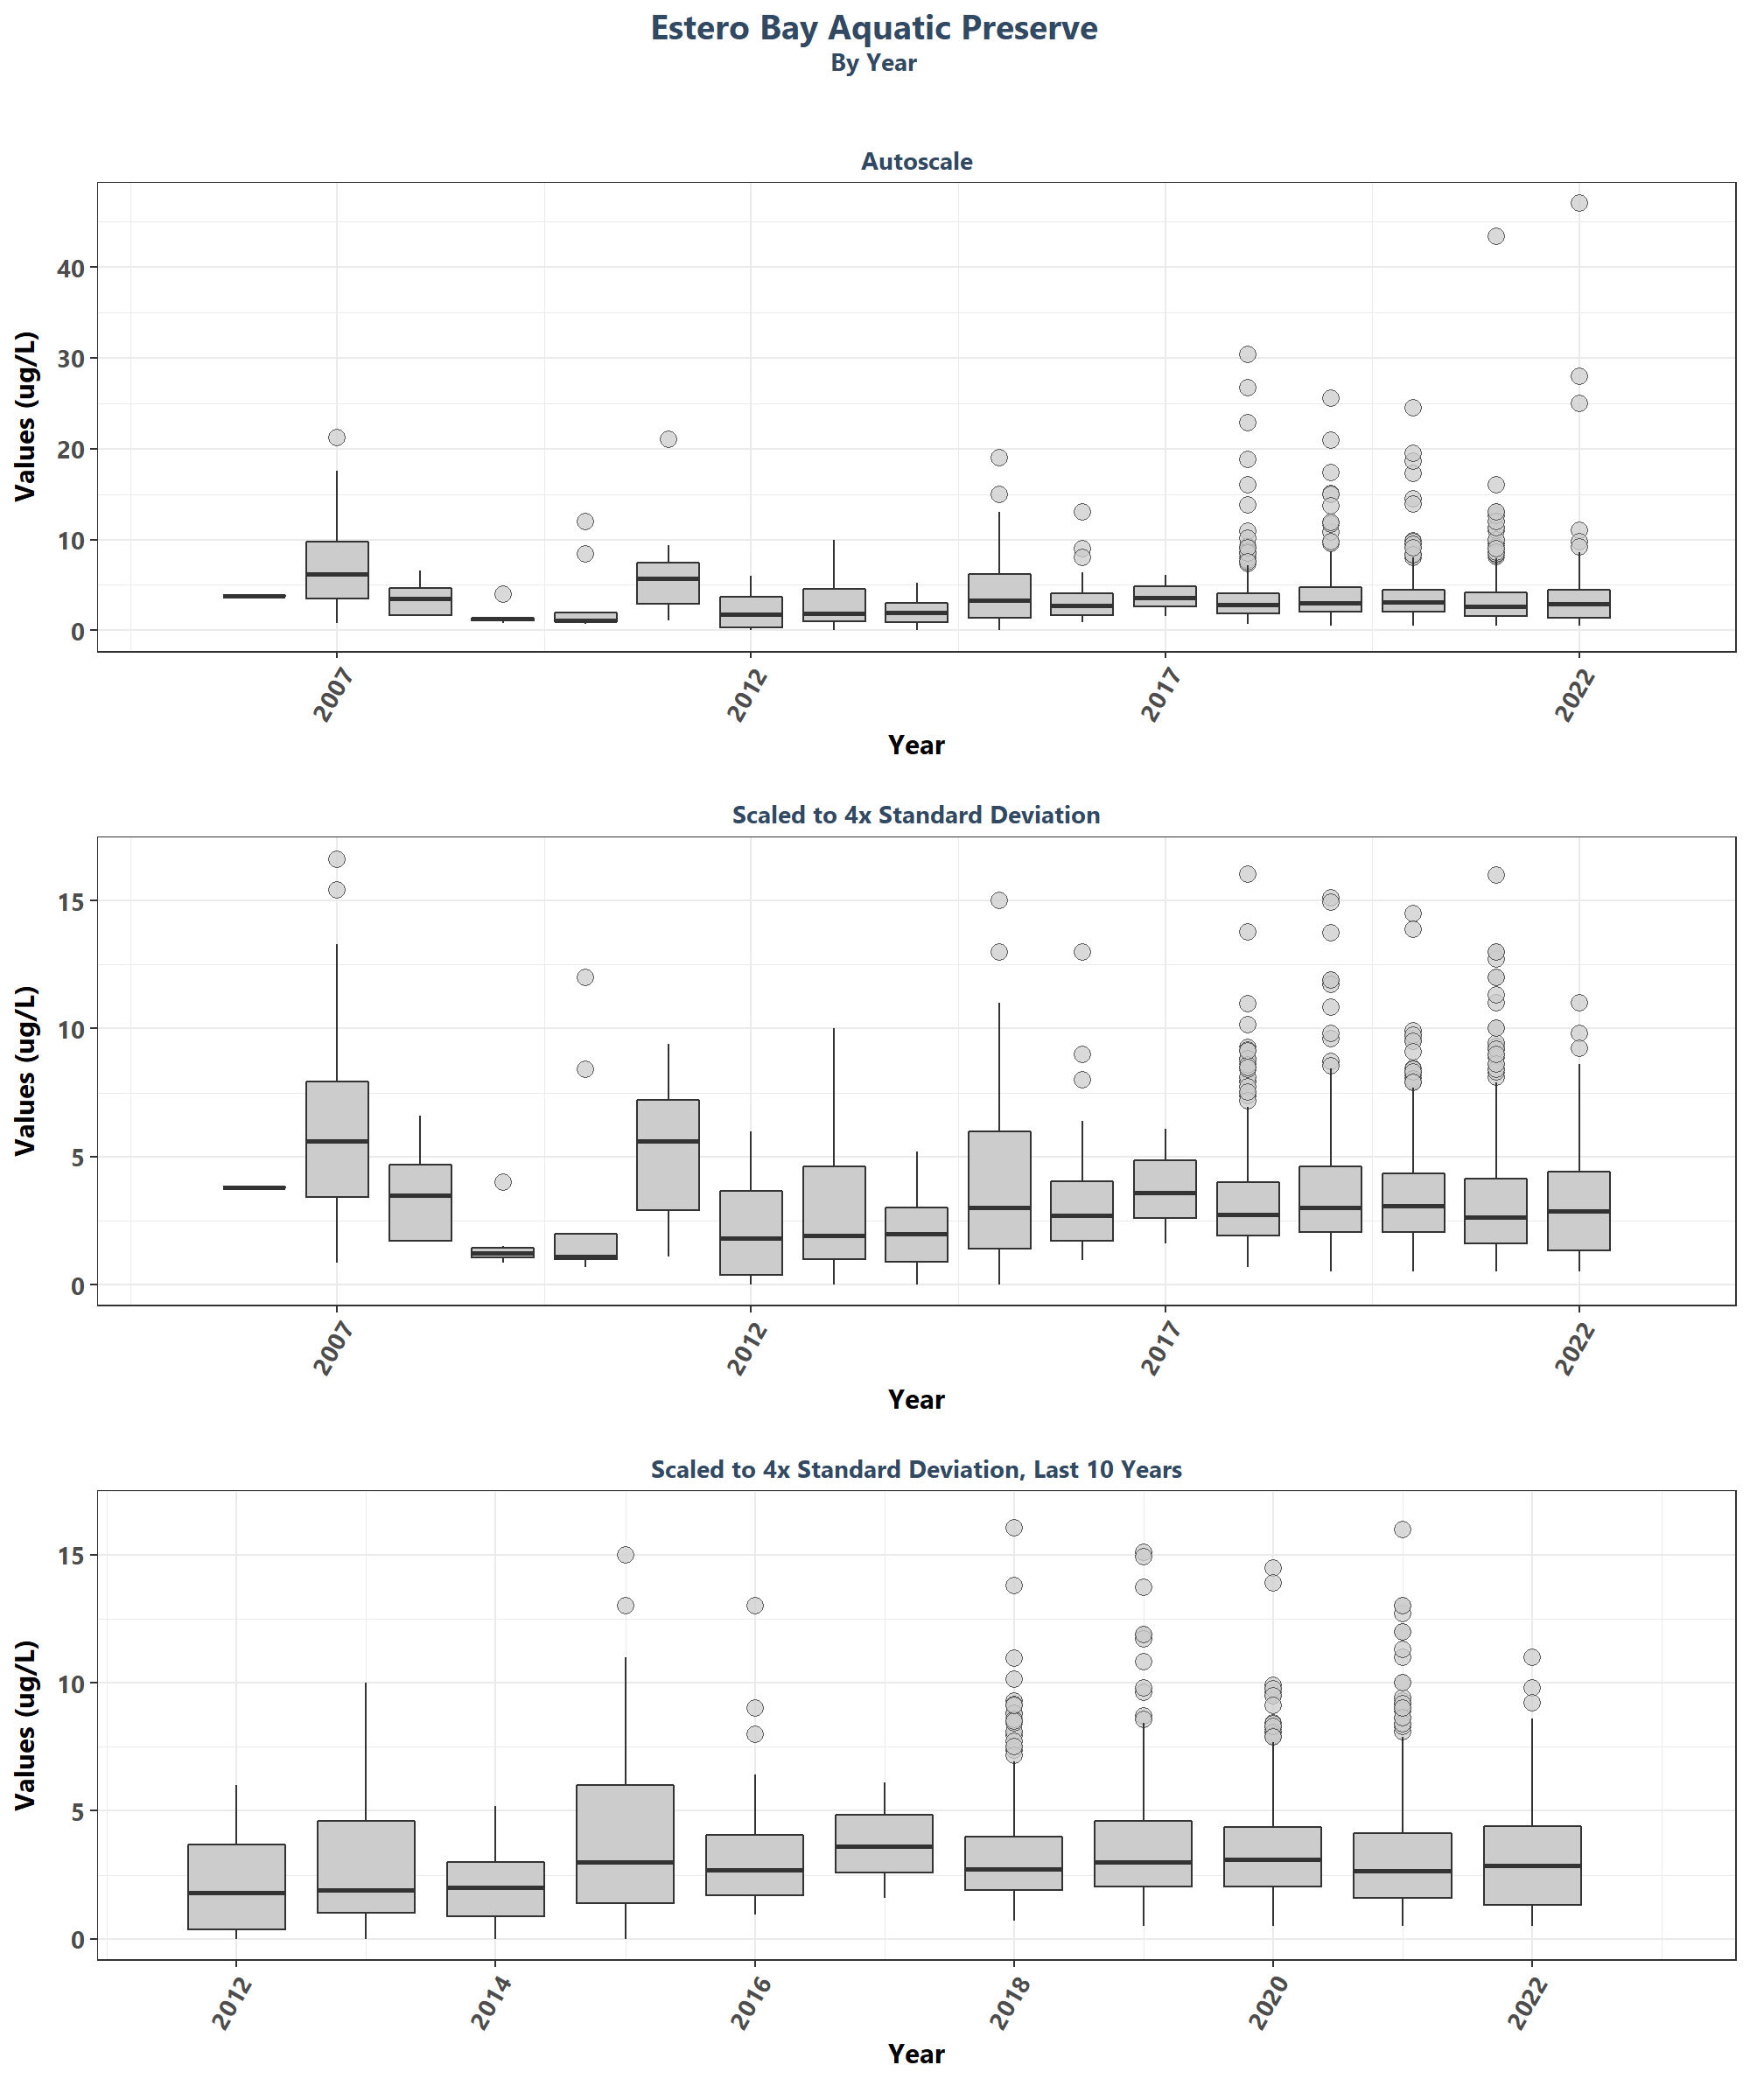 Estero Bay Aquatic Preserve
By Year
Autoscale
Values (ug/L)
40
30
20
10
0
2007
2012
2017
2022
Year
Scaled to 4x Standard Deviation
Values (ug/L)
15
10
5
0
2007
2012
2017
2022
Year
Scaled to 4x Standard Deviation, Last 10 Years
Values (ug/L)
15
10
5
0
2012
2014
2016
2018
2020
2022
Year